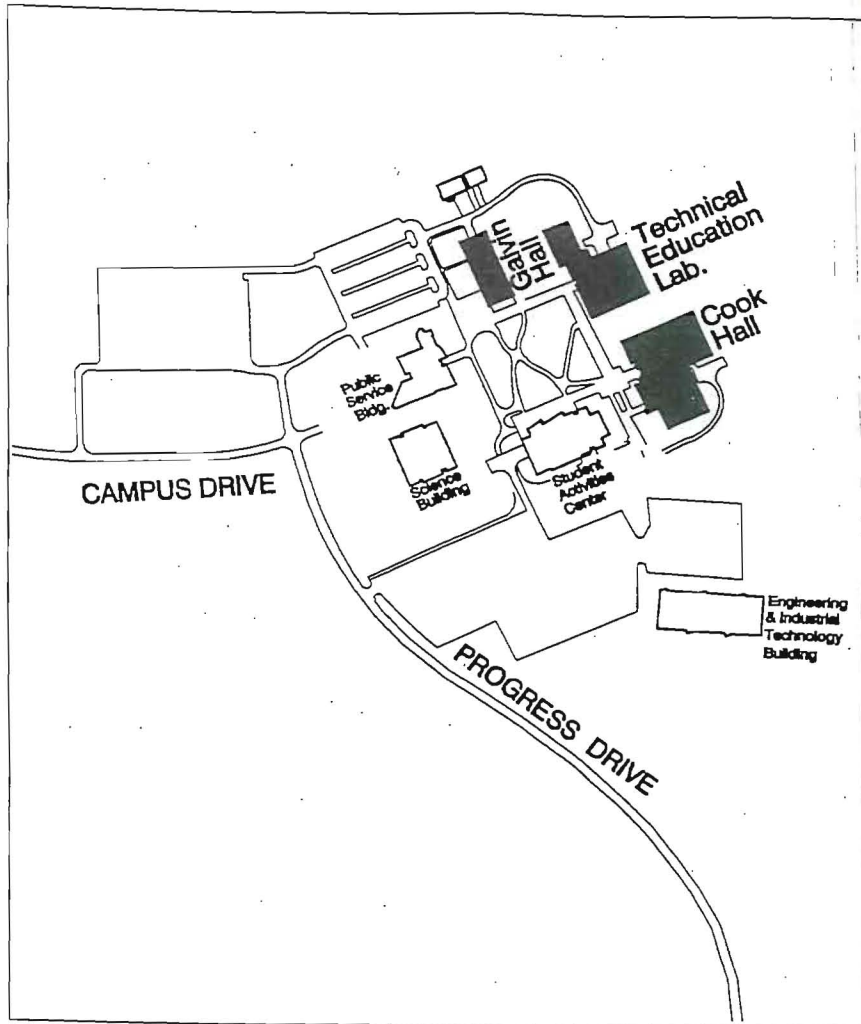 Galvin
Hall
Technical
Education
Lab.
Cook
Hall
Public
Service
Bldg.
Science
Building
Student
Activities
Center
CAMPUS DRIVE
Engineering
& Industrial
Technology
Building
PROGRESS DRIVE